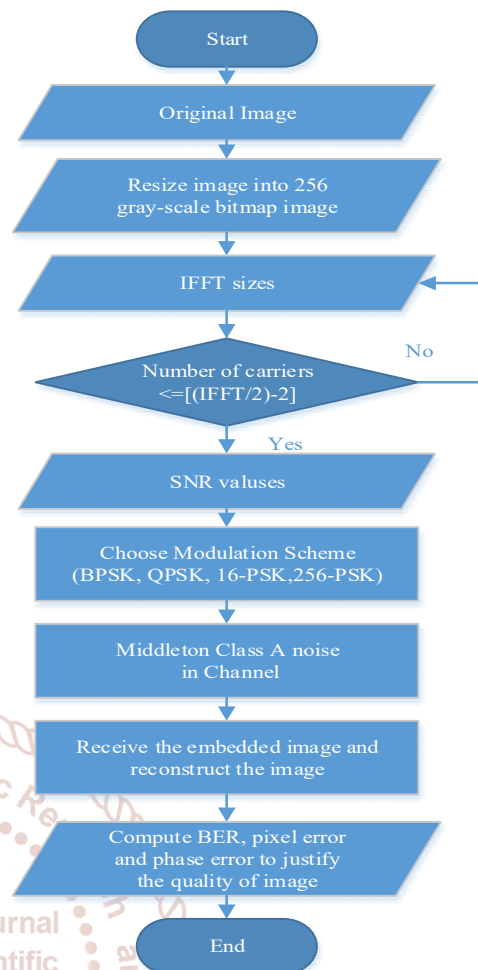 Start
Original Image
Resize image into 256
gray-scale bitmap image
IFFT sizes
No
Number of carriers
<=[(IFFT/2)-2]
Yes
SNR valuses
Choose Modulation Scheme
(BPSK, QPSK, 16-PSK,256-PSK)
Middleton Class A noise
in Channel
Receive the embedded image and
reconstruct the image
Compute BER, pixel error
and phase error to justify
the quality of image
End